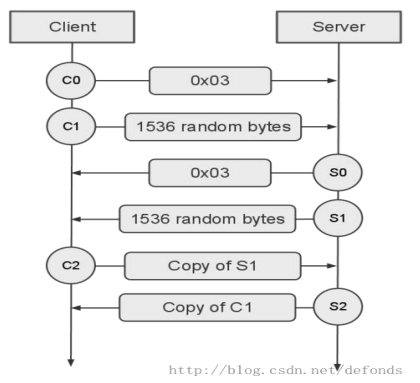 Client Server
C0 0x03
C1 1536 random bytes
0x03 S0
1536 random bytes S1
C2 Copy of S1
Copy of C1 S2
http://blog.csdn.net/defonds